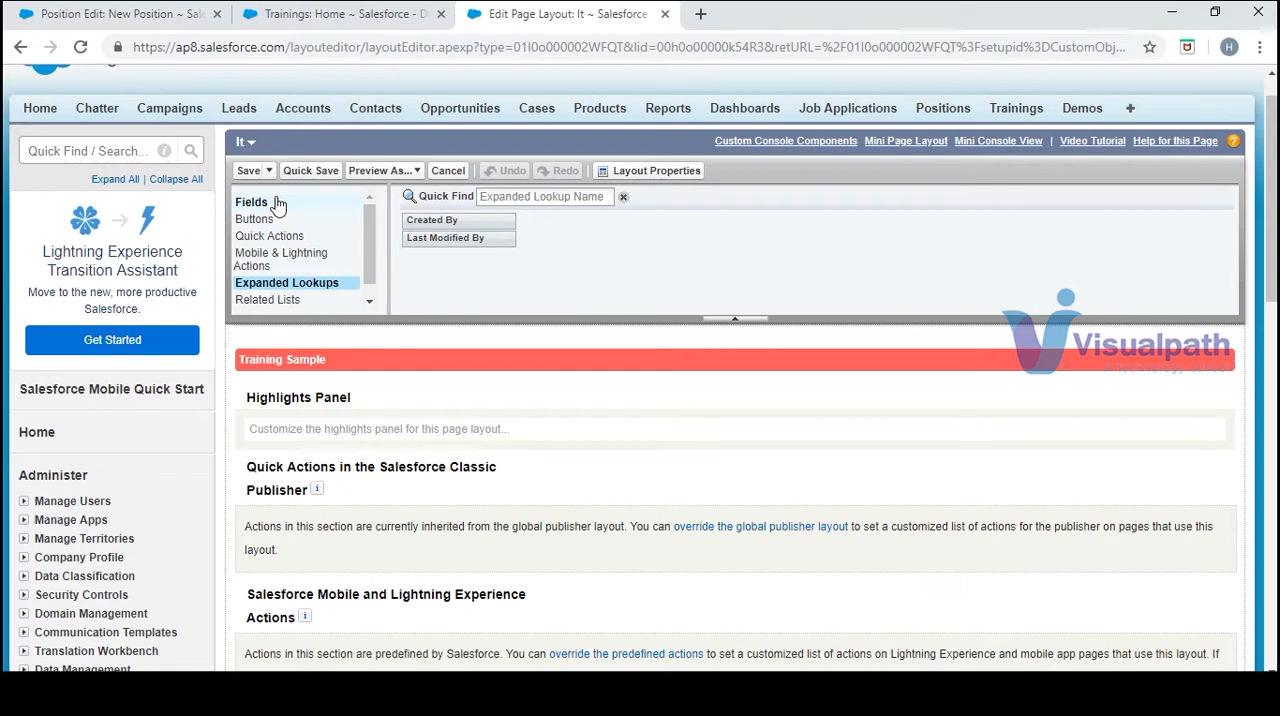 Position Edit: New Position ~ Sal
Trainings: Home ~ Salesforce - D
Edit Page Layout: It ~ Salesforce
https://ap8.salesforce.com/layouteditor/layoutEditor.apexp?type=01I0o000002WFQT&lid=00h0o00000k54R3&retURL=%2F01I0o000002WFQT%3Fsetupid%3DCustomObj...
H
Home Chatter Campaigns Leads Accounts Contacts Opportunities Cases Products Reports Dashboards Job Applications Positions Trainings Demos +
It
Custom Console Components Mini Page Layout Mini Console View | Video Tutorial Help for this Page ?
Quick Find / Search... i
Expand All | Collapse All
Lightning Experience
Transition Assistant
Move to the new, more productive
Salesforce.
Get Started
Salesforce Mobile Quick Start
Home
Administer
Manage Users
Manage Apps
Manage Territories
Company Profile
Data Classification
Security Controls
Domain Management
Communication Templates
Translation Workbench
Data Management
Save Quick Save Preview As... Cancel Undo Redo Layout Properties
Fields
Buttons
Quick Actions
Mobile & Lightning
Actions
Expanded Lookups
Related Lists
Quick Find Expanded Lookup Name
Created By
Last Modified By
Visualpath
Training Sample
Highlights Panel
Customize the highlights panel for this page layout...
Quick Actions in the Salesforce Classic
Publisher i
Actions in this section are currently inherited from the global publisher layout. You can override the global publisher layout to set a customized list of actions for the publisher on pages that use this
layout.
Salesforce Mobile and Lightning Experience
Actions i
Actions in this section are predefined by Salesforce. You can override the predefined actions to set a customized list of actions on Lightning Experience and mobile app pages that use this layout. If